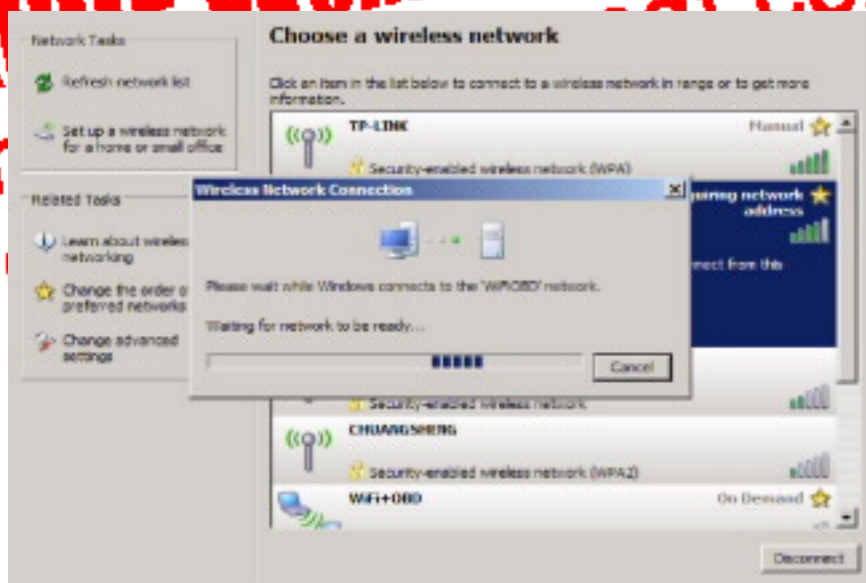 Network Tasks
Refresh network list
Set up a wireless network
for a home or small office
Related Tasks
Learn about wireless
networking
Change the order of
preferred networks
Change advanced
settings
Choose a wireless network
Click an item in the list below to connect to a wireless network in range or to get more
information.
TP-LINK
Manual
Security-enabled wireless network (WPA)
quiring network
address
nnect from this
Wireless Network Connection
Please wait while Windows connects to the 'WiFiOBD' network.
Waiting for network to be ready...
Cancel
Security-enabled wireless network
CHUANGSHENG
Security-enabled wireless network (WPA2)
WiFi+OBD
On Demand
Disconnect